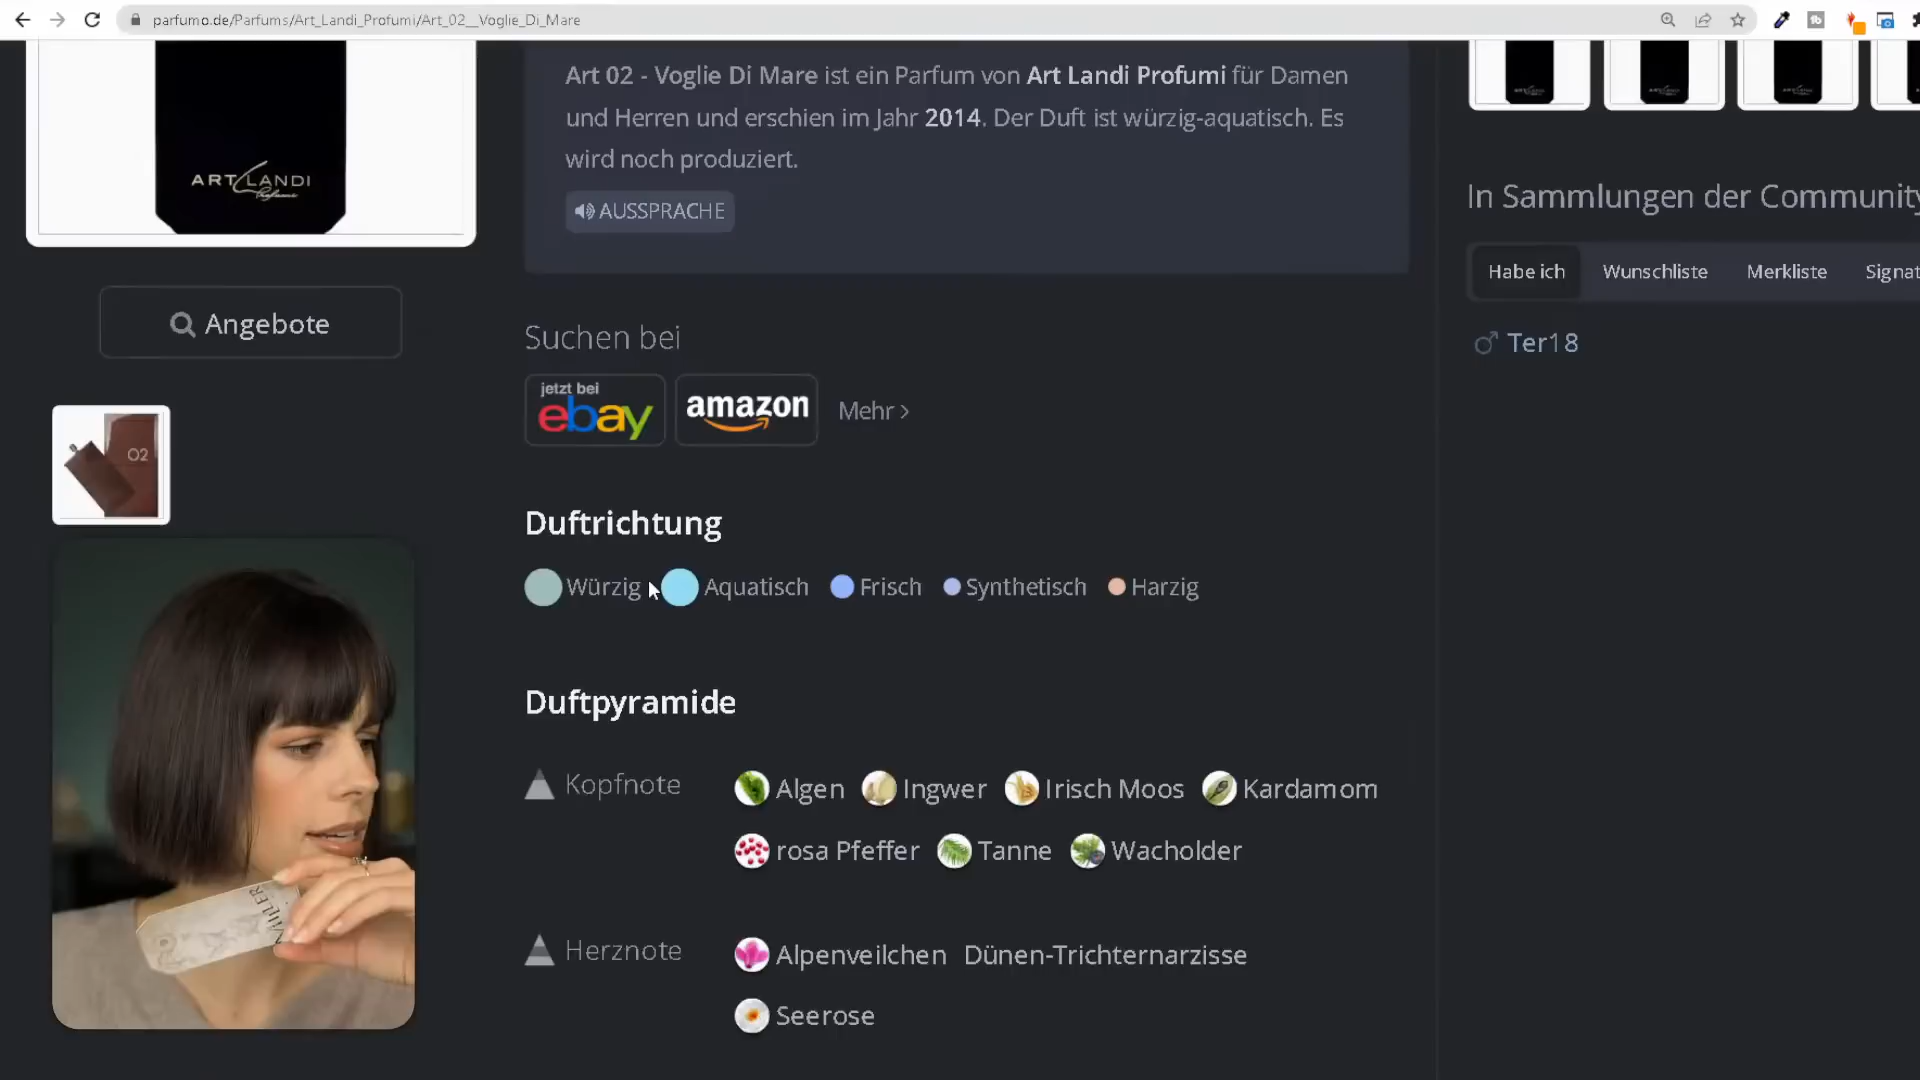 parfumo.de/Parfums/Art_Landi_Profumi/Art_02__Voglie_Di_Mare
ART LANDI
Profumi
Angebote
02
Art 02 - Voglie Di Mare ist ein Parfum von Art Landi Profumi für Damen
und Herren und erschien im Jahr 2014. Der Duft ist würzig-aquatisch. Es
wird noch produziert.
AUSSPRACHE
Suchen bei
jetzt bei
ebay
amazon
Mehr >
Duftrichtung
Würzig Aquatisch Frisch Synthetisch Harzig
Duftpyramide
Kopfnote
Algen Ingwer Irisch Moos Kardamom
rosa Pfeffer Tanne Wacholder
Herznote
Alpenveilchen Dünen-Trichternarzisse
Seerose
In Sammlungen der Community
Habe ich Wunschliste Merkliste Signat
Ter18